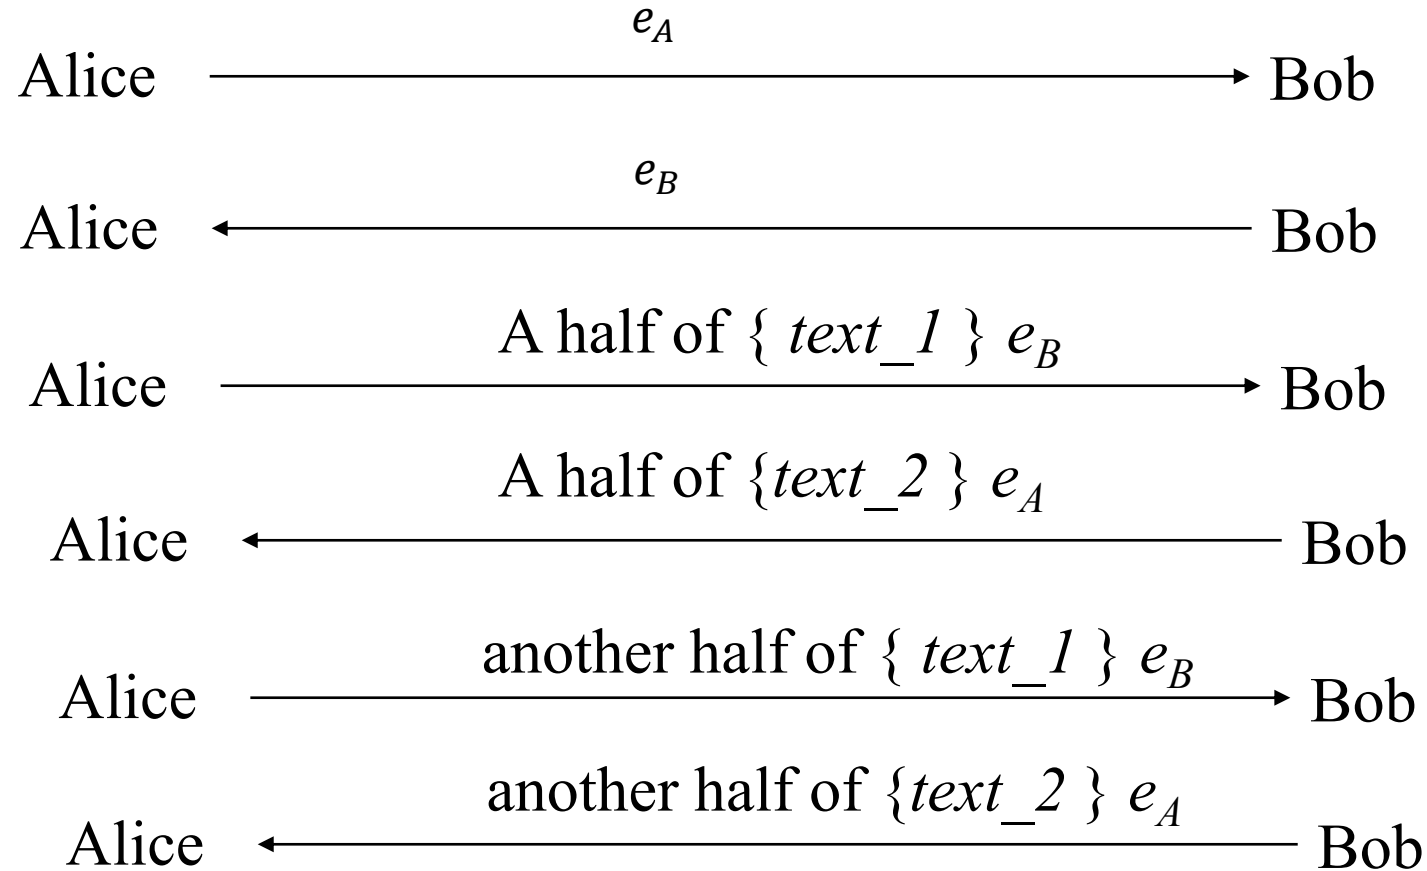 e_A
Alice Bob
e_B
Alice Bob
A half of { text_1 } e_B
Alice Bob
A half of {text_2 } e_A
Alice Bob
another half of { text_1 } e_B
Alice Bob
another half of {text_2 } e_A
Alice Bob